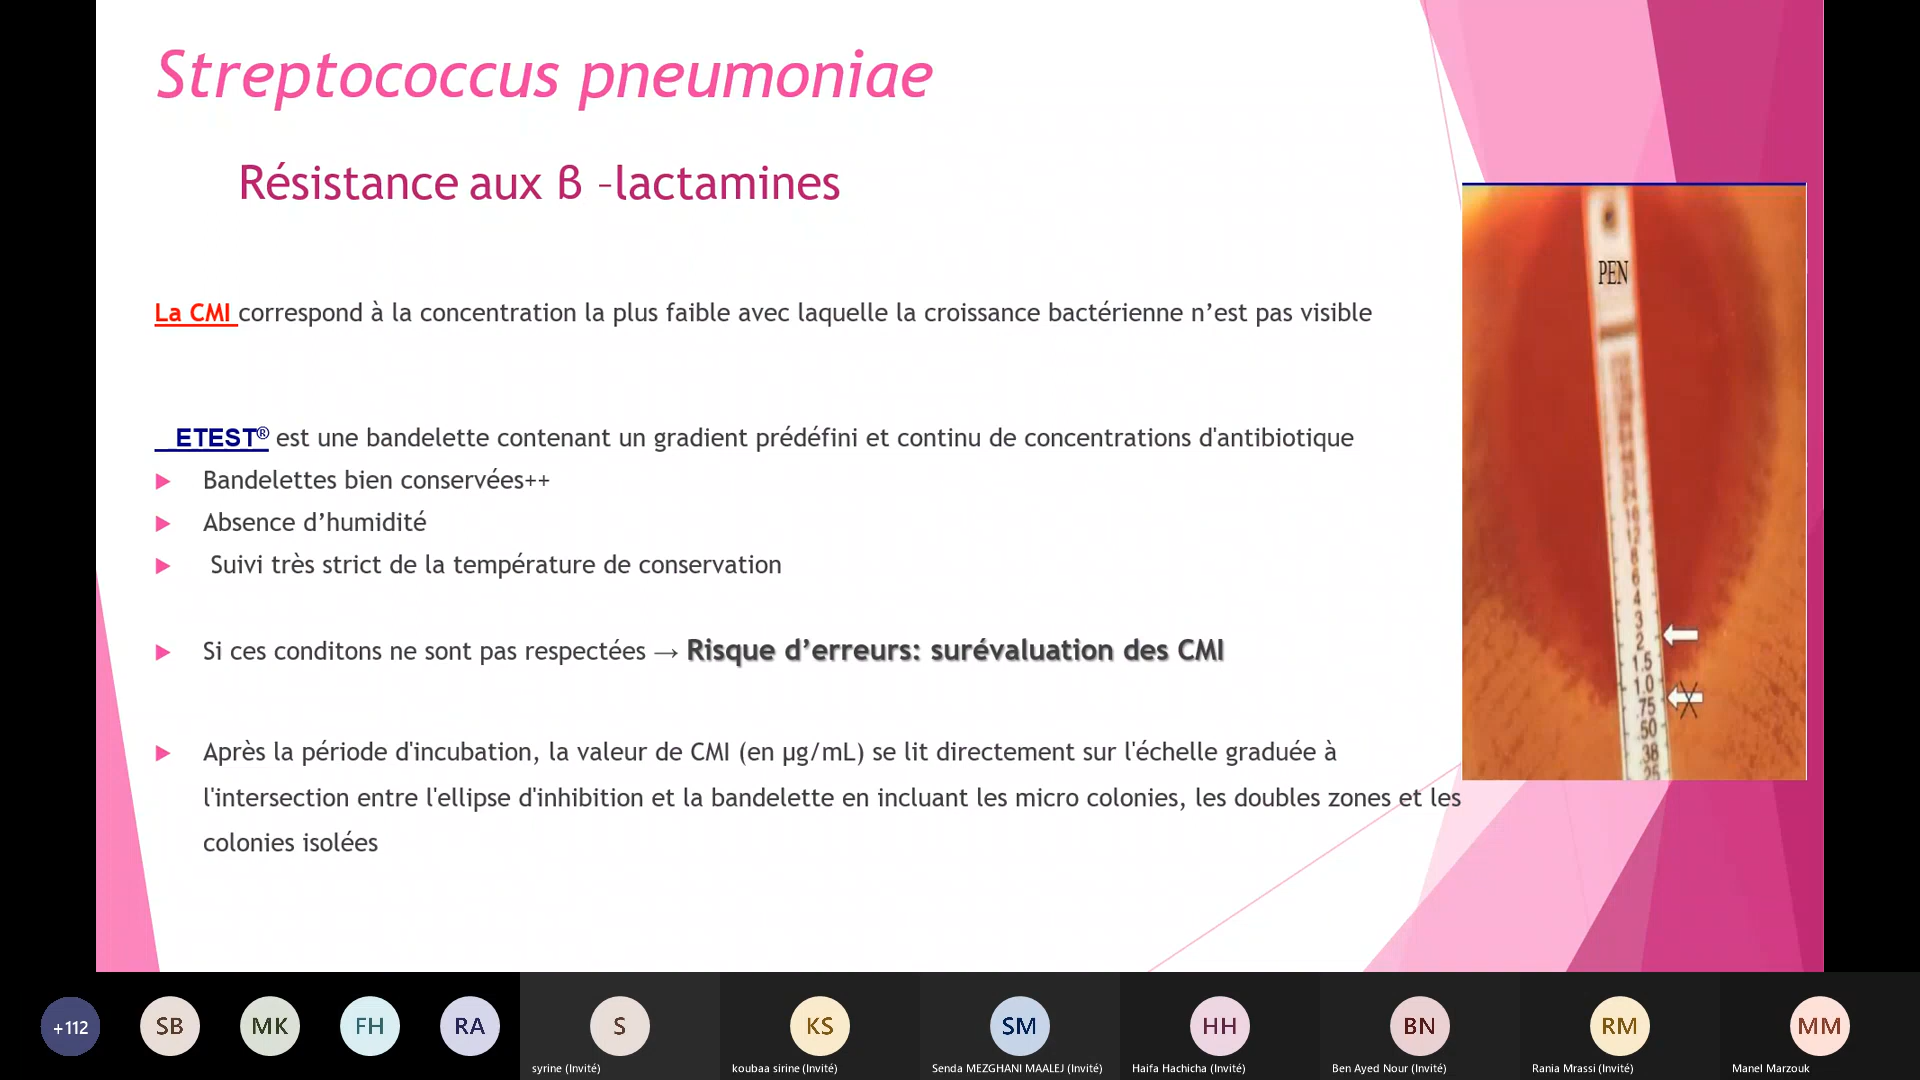 Streptococcus pneumoniae
Résistance aux ß -lactamines
La CMI correspond à la concentration la plus faible avec laquelle la croissance bactérienne n’est pas visible
ETEST® est une bandelette contenant un gradient prédéfini et continu de concentrations d'antibiotique
Bandelettes bien conservées++
Absence d’humidité
Suivi très strict de la température de conservation
Si ces conditons ne sont pas respectées → Risque d’erreurs: surévaluation des CMI
Après la période d'incubation, la valeur de CMI (en µg/mL) se lit directement sur l'échelle graduée à
l'intersection entre l'ellipse d'inhibition et la bandelette en incluant les micro colonies, les doubles zones et les
colonies isolées
PEN
4
3
2
1.5
1.0
.75
.50
.38
.25
+112
SB
MK
FH
RA
S
KS
SM
HH
BN
RM
MM
syrine (Invité)
koubaa sirine (Invité)
Senda MEZGHANI MAALEJ (Invité)
Haifa Hachicha (Invité)
Ben Ayed Nour (Invité)
Rania Mrassi (Invité)
Manel Marzouk